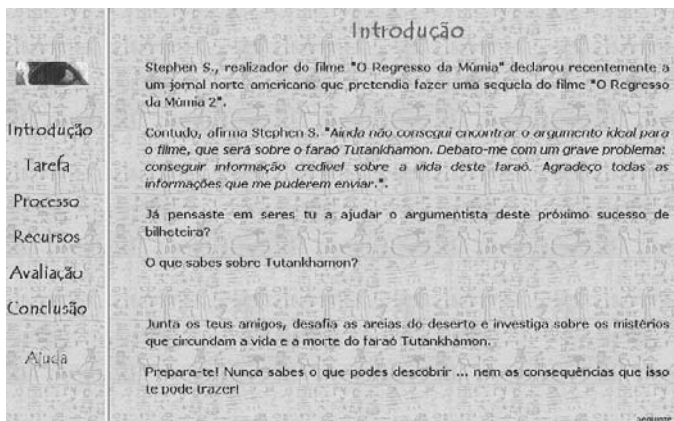 Introdução
Stephen S., realizador do filme "O Regresso da Múmia" declarou recentemente a
um jornal norte americano que pretendia fazer uma sequela do filme "O Regresso
da Múmia 2".
Contudo, afirma Stephen S. "Ainda não consegui encontrar o argumento ideal para
o filme, que será sobre o faraó Tutankhamon. Debato-me com um grave problema:
conseguir informação credível sobre a vida deste faraó. Agradeço todas as
informações que me puderem enviar.".
Já pensaste em seres tu a ajudar o argumentista deste próximo sucesso de
bilheteira?
O que sabes sobre Tutankhamon?
Junta os teus amigos, desafia as areias do deserto e investiga sobre os mistérios
que circundam a vida e a morte do faraó Tutankhamon.
Prepara-te! Nunca sabes o que podes descobrir ... nem as consequências que isso
te pode trazer!
seguinte
Introdução
Tarefa
Processo
Recursos
Avaliação
Conclusão
Ajuda